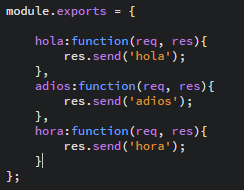 module.exports = {
hola:function(req, res){
res.send('hola');
},
adios:function(req, res){
res.send('adios');
},
hora:function(req, res){
res.send('hora');
}
};